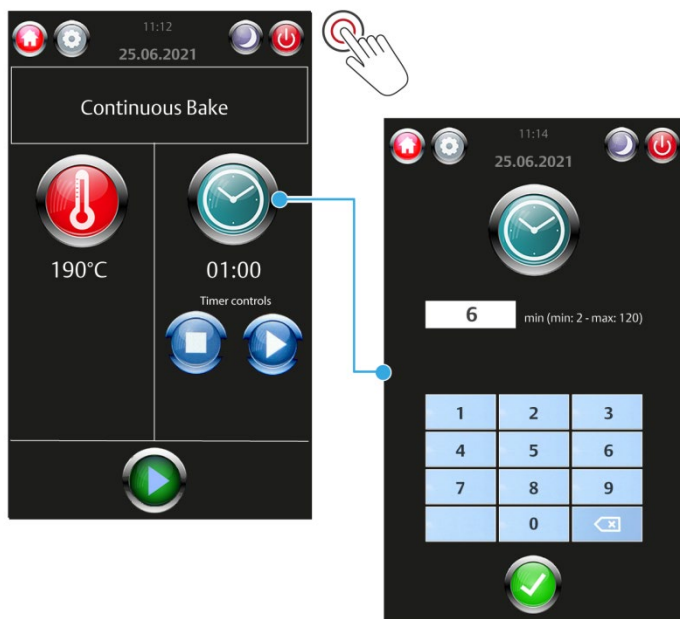 11:12
25.06.2021
Continuous Bake
190°C
01:00
Timer controls
11:14
25.06.2021
6 min (min: 2 - max: 120)
1 2 3
4 5 6
7 8 9
0